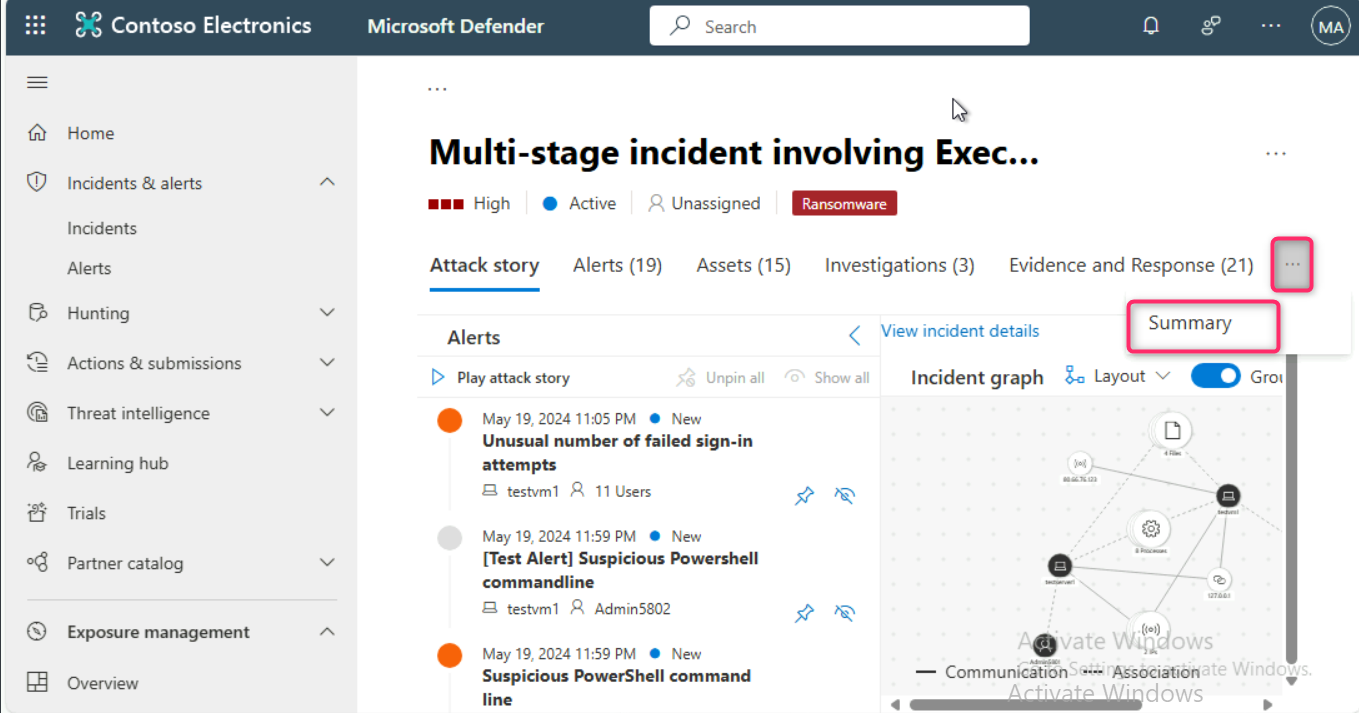 Contoso Electronics
Microsoft Defender
Search
MA
Home
Incidents & alerts
Incidents
Alerts
Hunting
Actions & submissions
Threat intelligence
Learning hub
Trials
Partner catalog
Exposure management
Overview
...
Multi-stage incident involving Exec...
...
High
Active
Unassigned
Ransomware
Attack story
Alerts (19)
Assets (15)
Investigations (3)
Evidence and Response (21)
...
Summary
Alerts
View incident details
Play attack story
Unpin all
Show all
Incident graph
Layout
Grou
May 19, 2024 11:05 PM
New
Unusual number of failed sign-in
attempts
testvm1
11 Users
May 19, 2024 11:59 PM
New
[Test Alert] Suspicious Powershell
commandline
testvm1
Admin5802
May 19, 2024 11:59 PM
New
Suspicious PowerShell command
line
4 Files
80.66.76.123
testvm1
8 Processes
testserver1
127.0.0.1
Communication
Association
Activate Windows
Go to Settings to activate Windows.
Activate Windows